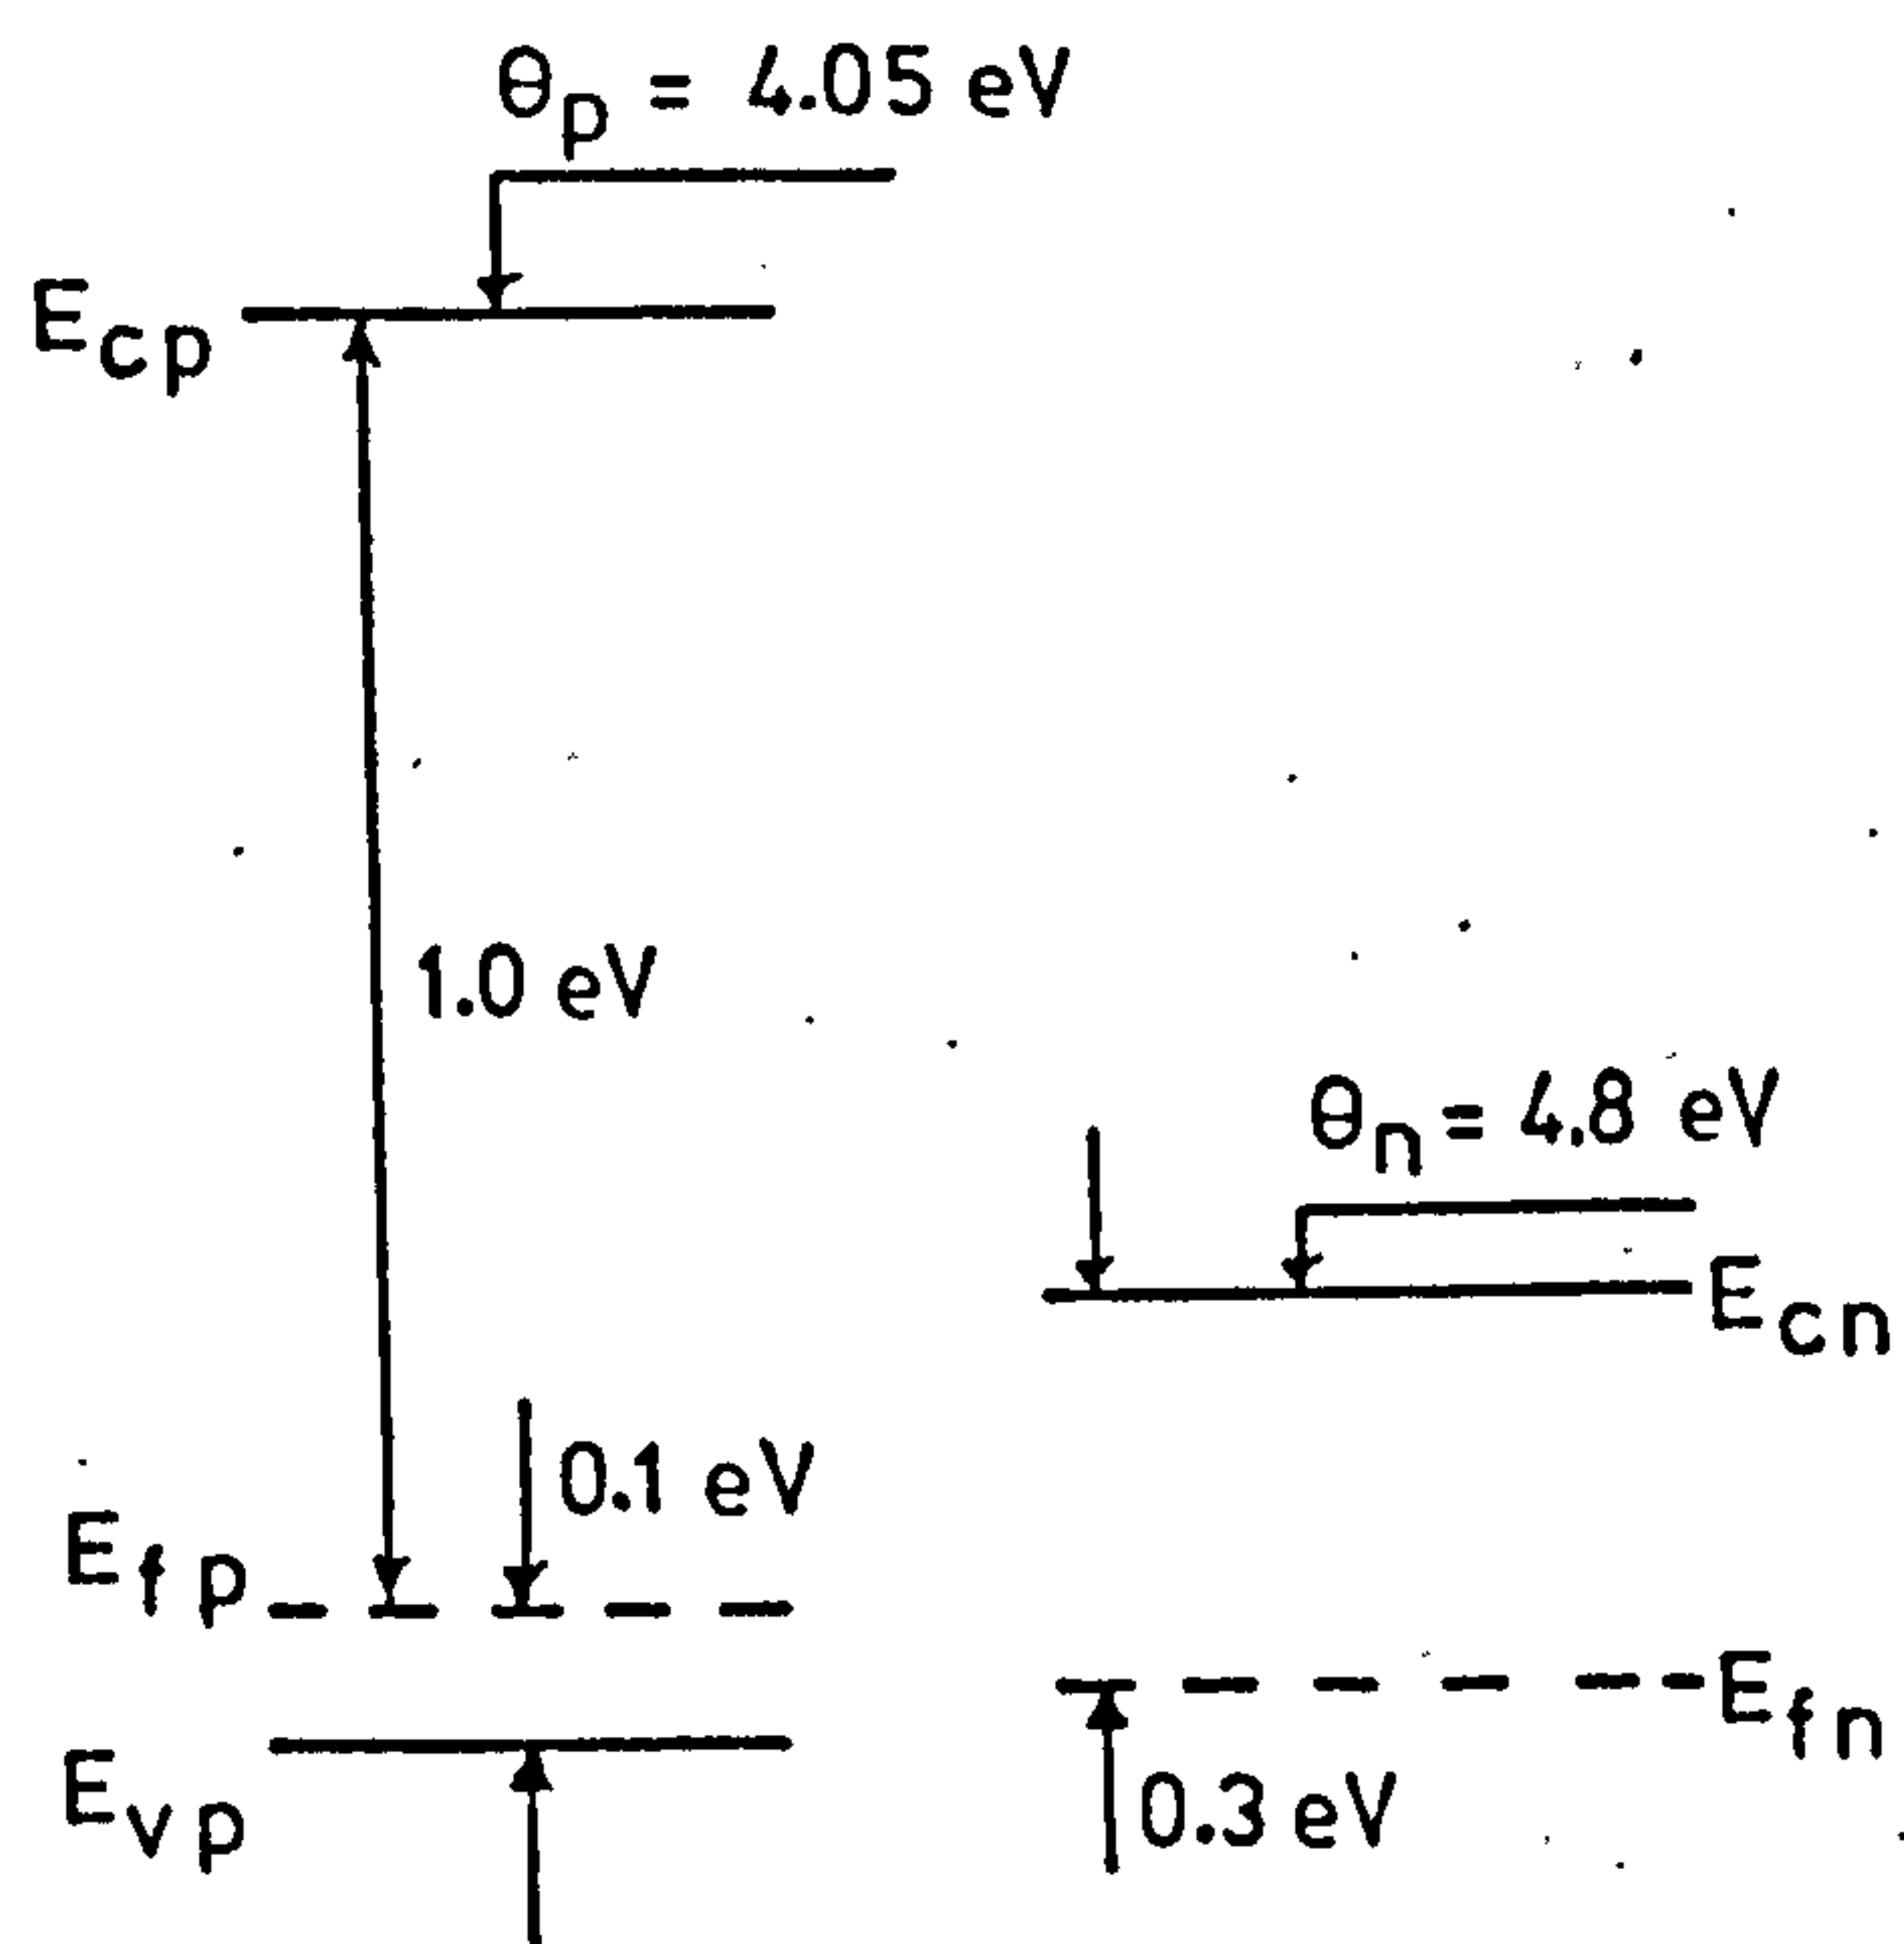 θp = 4.05 eV
Ecp
1.0 eV
θn = 4.8 eV
Ecn
0.1 eV
Efp
Efn
Evp
0.3 eV